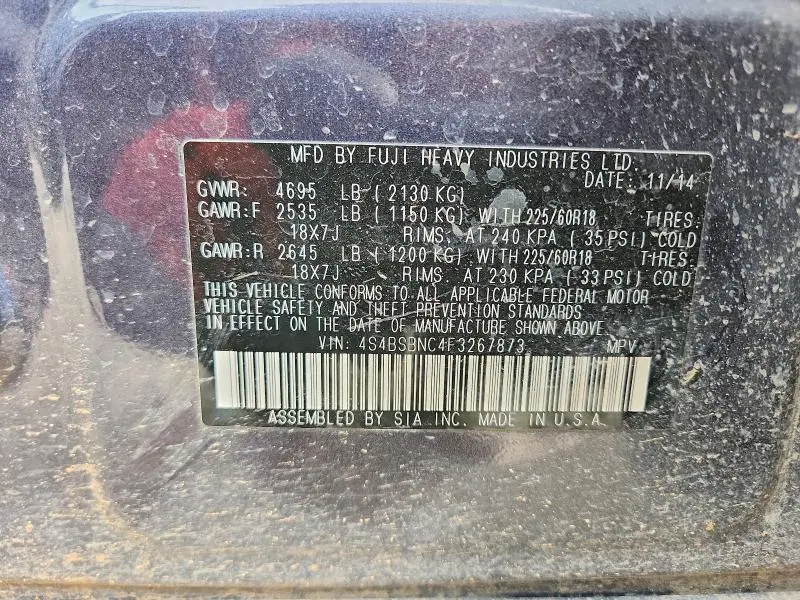 MFD BY FUJI HEAVY INDUSTRIES LTD.
DATE: 11/14
GVWR: 4695 LB ( 2130 KG)
GAWR:F 2535 LB ( 1150 KG) WITH 225/60R18 TIRES
18X7J RIMS. AT 240 KPA ( 35 PSI) COLD
GAWR:R 2645 LB ( 1200 KG) WITH 225/60R18 TIRES.
18X7J RIMS. AT 230 KPA ( 33 PSI) COLD
THIS VEHICLE CONFORMS TO ALL APPLICABLE FEDERAL MOTOR
VEHICLE SAFETY AND THEFT PREVENTION STANDARDS
IN EFFECT ON THE DATE OF MANUFACTURE SHOWN ABOVE.
VIN: 4S4BSBNC4F3267873 MPV
ASSEMBLED BY SIA INC. MADE IN U.S.A.